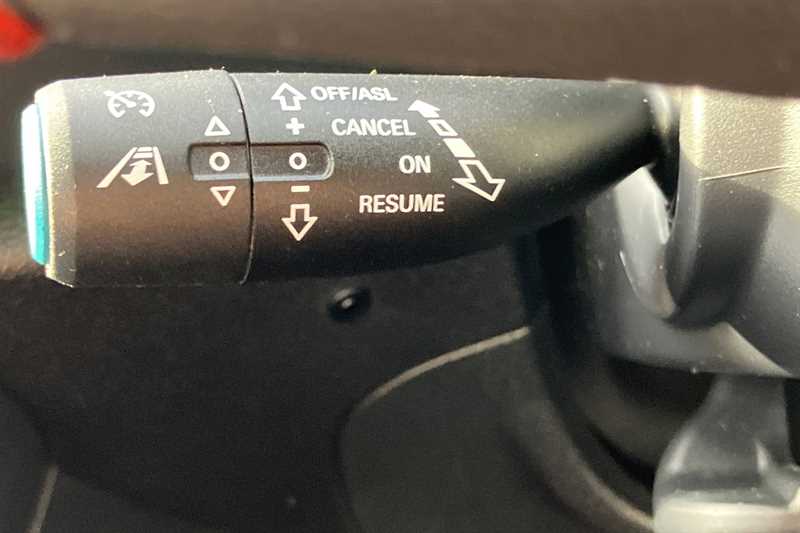 OFF/ASL
+ CANCEL
ON
- RESUME